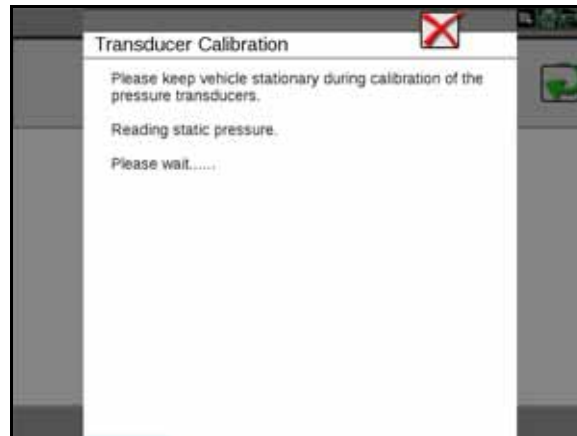 Transducer Calibration
Please keep vehicle stationary during calibration of the
pressure transducers.
Reading static pressure.
Please wait......